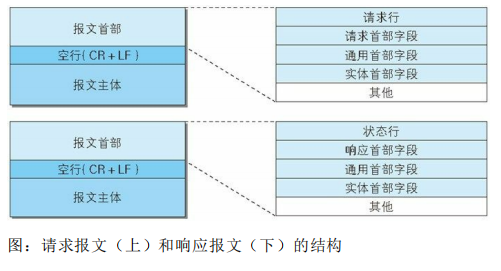 报文首部
空行(CR+LF)
报文主体
请求行
请求首部字段
通用首部字段
实体首部字段
其他
报文首部
空行(CR+LF)
报文主体
状态行
响应首部字段
通用首部字段
实体首部字段
其他
图：请求报文（上）和响应报文（下）的结构